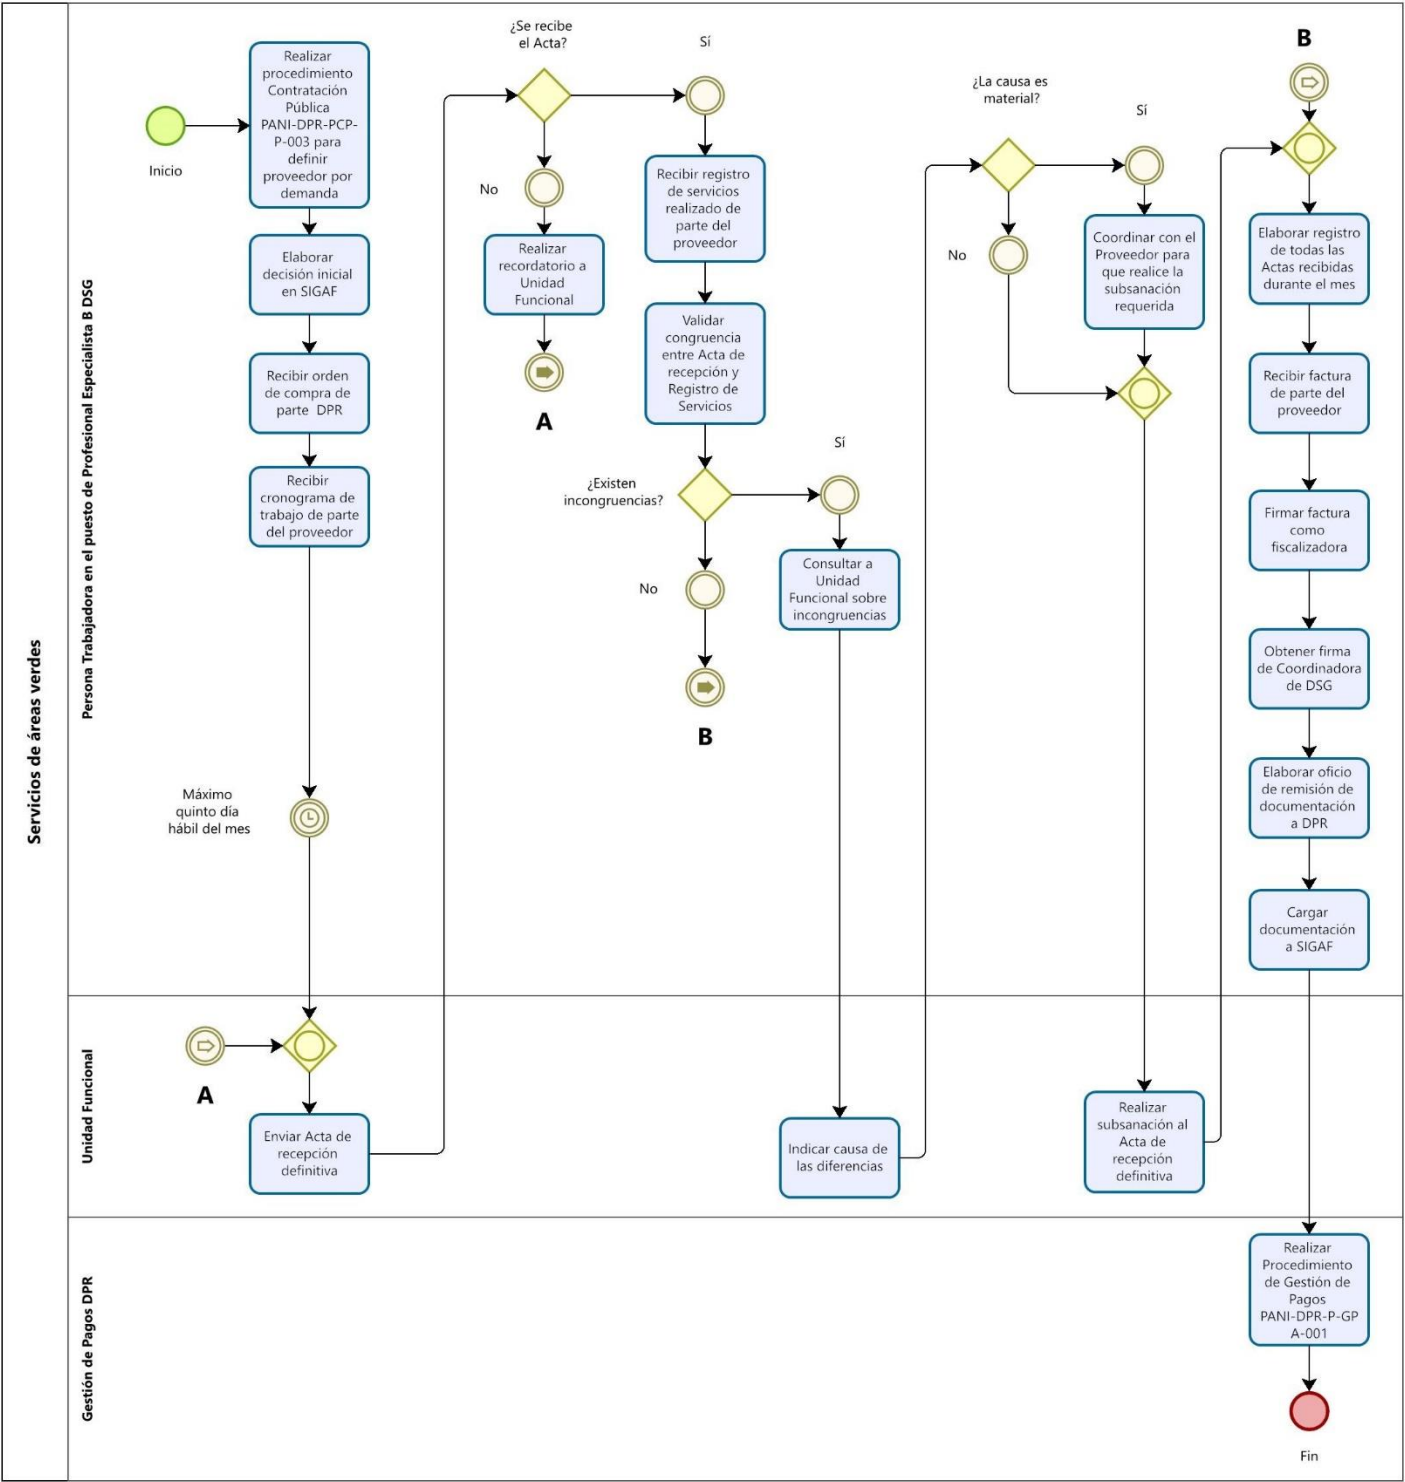 Servicios de áreas verdes
Persona Trabajadora en el puesto de Profesional Especialista B DSG
Inicio
Realizar
procedimiento
Contratación
Pública
PANI-DPR-PCP-
P-003 para
definir
proveedor por
demanda
Elaborar
decisión inicial
en SIGAF
Recibir orden
de compra de
parte DPR
Recibir
cronograma de
trabajo de parte
del proveedor
Máximo
quinto día
hábil del mes
¿Se recibe
el Acta?
Sí
No
Realizar
recordatorio a
Unidad
Funcional
A
Recibir registro
de servicios
realizado de
parte del
proveedor
Validar
congruencia
entre Acta de
recepción y
Registro de
Servicios
¿Existen
incongruencias?
Sí
No
B
Consultar a
Unidad
Funcional sobre
incongruencias
¿La causa es
material?
Sí
No
Coordinar con el
Proveedor para
que realice la
subsanación
requerida
B
Elaborar registro
de todas las
Actas recibidas
durante el mes
Recibir factura
de parte del
proveedor
Firmar factura
como
fiscalizadora
Obtener firma
de Coordinadora
de DSG
Elaborar oficio
de remisión de
documentación
a DPR
Cargar
documentación
a SIGAF
Unidad Funcional
A
Enviar Acta de
recepción
definitiva
Indicar causa de
las diferencias
Realizar
subsanación al
Acta de
recepción
definitiva
Gestión de Pagos DPR
Realizar
Procedimiento
de Gestión de
Pagos
PANI-DPR-P-GP
A-001
Fin